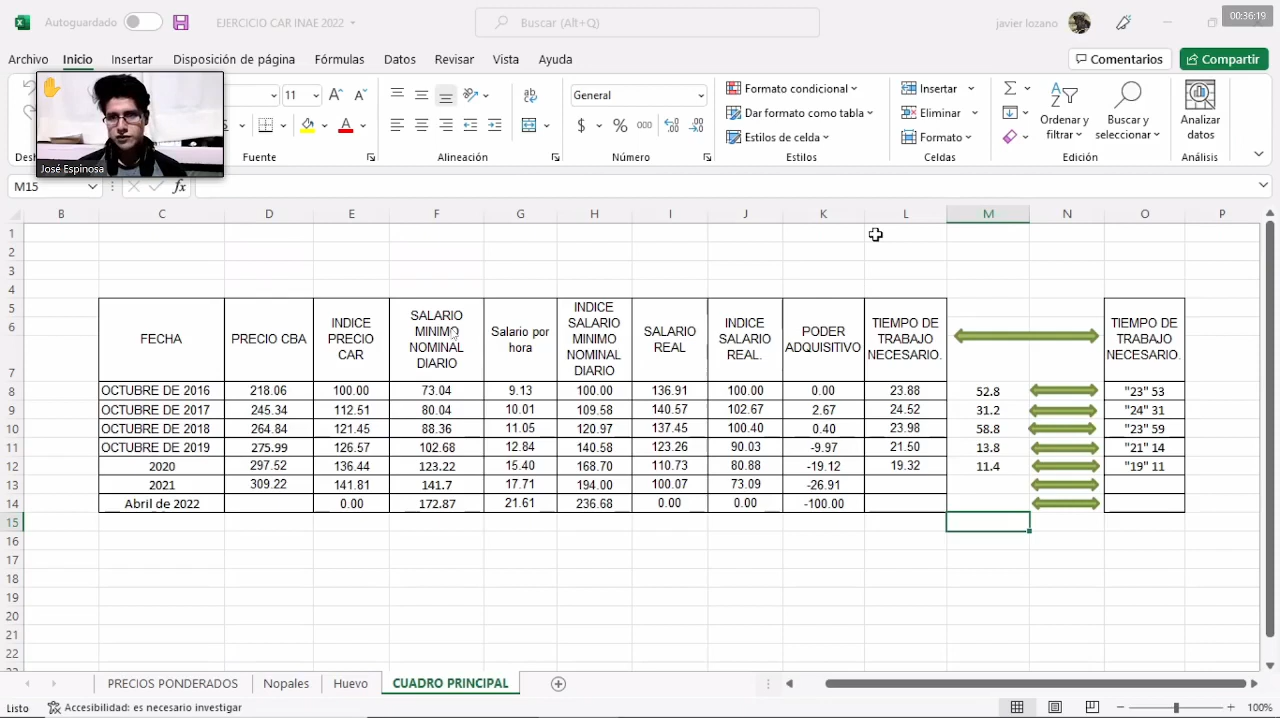 Autoguardado
EJERCICIO CAR INAE 2022
Buscar (Alt+Q)
javier lozano
00:36:19
Archivo Inicio Insertar Disposición de página Fórmulas Datos Revisar Vista Ayuda
Comentarios
Compartir
11
General
Formato condicional
Dar formato como tabla
Estilos de celda
Insertar
Eliminar
Formato
Ordenar y filtrar
Buscar y seleccionar
Analizar datos
Fuente
Alineación
Número
Estilos
Celdas
Edición
Análisis
José Espinosa
M15
fx
B C D E F G H I J K L M N O P
FECHA
PRECIO CBA
INDICE
PRECIO
CAR
SALARIO
MINIMO
NOMINAL
DIARIO
Salario por
hora
INDICE
SALARIO
MINIMO
NOMINAL
DIARIO
SALARIO
REAL
INDICE
SALARIO
REAL.
PODER
ADQUISITIVO
TIEMPO DE
TRABAJO
NECESARIO.
TIEMPO DE
TRABAJO
NECESARIO.
1
2
3
4
5
6
7
8 OCTUBRE DE 2016 218.06 100.00 73.04 9.13 100.00 136.91 100.00 0.00 23.88 52.8 "23" 53
9 OCTUBRE DE 2017 245.34 112.51 80.04 10.01 109.58 140.57 102.67 2.67 24.52 31.2 "24" 31
10 OCTUBRE DE 2018 264.84 121.45 88.36 11.05 120.97 137.45 100.40 0.40 23.98 58.8 "23" 59
11 OCTUBRE DE 2019 275.99 126.57 102.68 12.84 140.58 123.26 90.03 -9.97 21.50 13.8 "21" 14
12 2020 297.52 136.44 123.22 15.40 168.70 110.73 80.88 -19.12 19.32 11.4 "19" 11
13 2021 309.22 141.81 141.7 17.71 194.00 100.07 73.09 -26.91
14 Abril de 2022 0.00 172.87 21.61 236.68 0.00 0.00 -100.00
15
16
17
18
19
20
21
22
PRECIOS PONDERADOS Nopales Huevo CUADRO PRINCIPAL
Listo Accesibilidad: es necesario investigar
100%